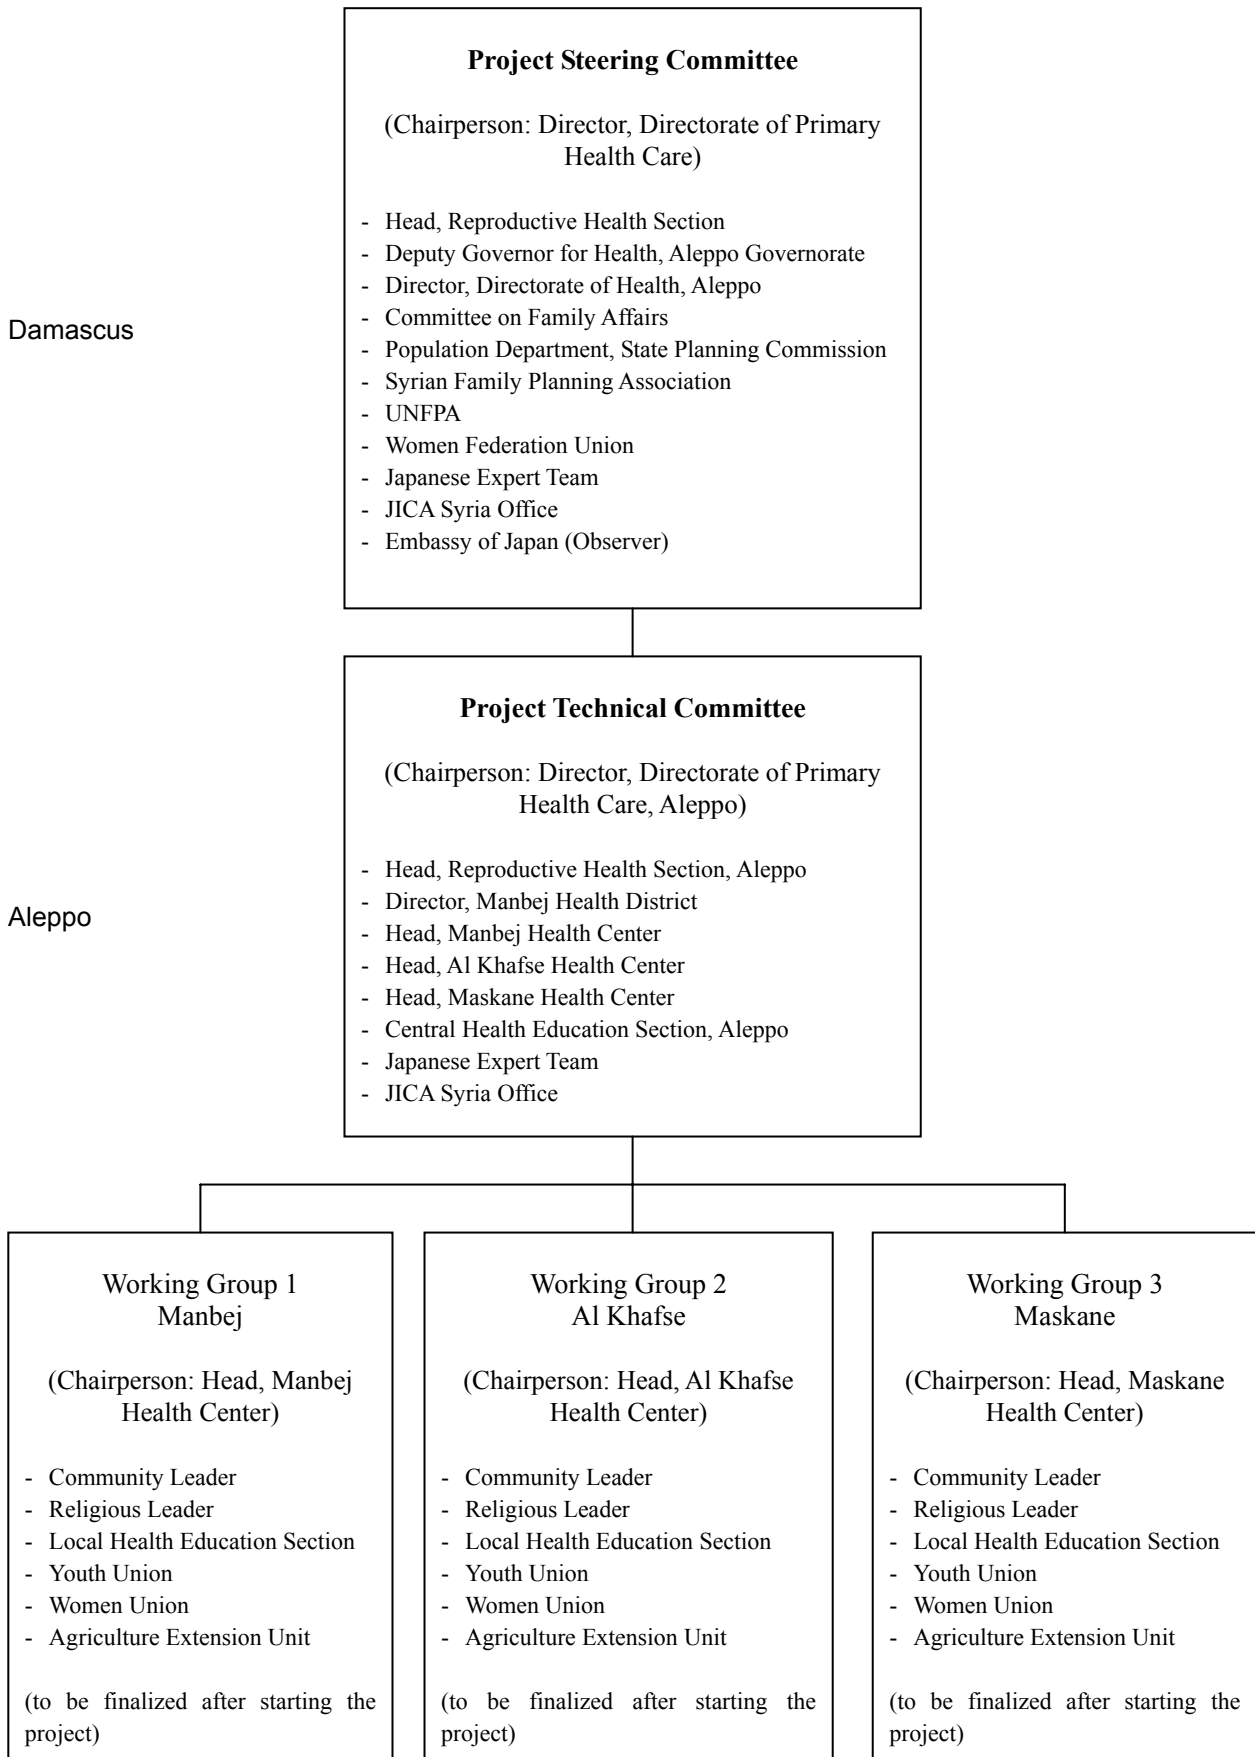 Project Steering Committee
(Chairperson: Director, Directorate of Primary
Health Care)
- Head, Reproductive Health Section
- Deputy Governor for Health, Aleppo Governorate
- Director, Directorate of Health, Aleppo
- Committee on Family Affairs
- Population Department, State Planning Commission
- Syrian Family Planning Association
- UNFPA
- Women Federation Union
- Japanese Expert Team
- JICA Syria Office
- Embassy of Japan (Observer)
Damascus
Project Technical Committee
(Chairperson: Director, Directorate of Primary
Health Care, Aleppo)
- Head, Reproductive Health Section, Aleppo
- Director, Manbej Health District
- Head, Manbej Health Center
- Head, Al Khafse Health Center
- Head, Maskane Health Center
- Central Health Education Section, Aleppo
- Japanese Expert Team
- JICA Syria Office
Aleppo
Working Group 1
Manbej
(Chairperson: Head, Manbej
Health Center)
- Community Leader
- Religious Leader
- Local Health Education Section
- Youth Union
- Women Union
- Agriculture Extension Unit
(to be finalized after starting the
project)
Working Group 2
Al Khafse
(Chairperson: Head, Al Khafse
Health Center)
- Community Leader
- Religious Leader
- Local Health Education Section
- Youth Union
- Women Union
- Agriculture Extension Unit
(to be finalized after starting the
project)
Working Group 3
Maskane
(Chairperson: Head, Maskane
Health Center)
- Community Leader
- Religious Leader
- Local Health Education Section
- Youth Union
- Women Union
- Agriculture Extension Unit
(to be finalized after starting the
project)